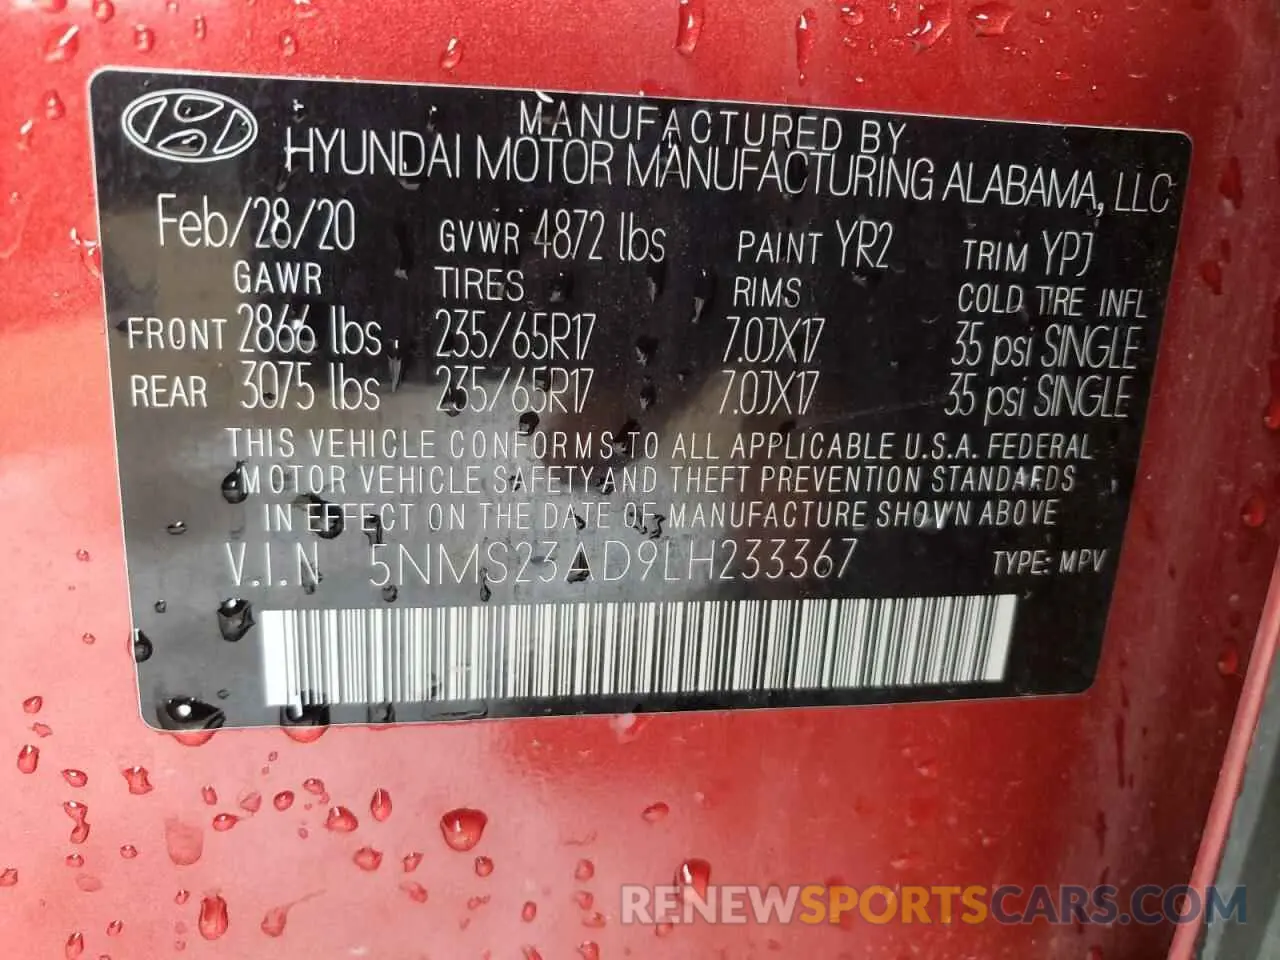 MANUFACTURED BY
HYUNDAI MOTOR MANUFACTURING ALABAMA, LLC
Feb/28/20 GVWR 4872 lbs PAINT YR2 TRIM YPJ
GAWR TIRES RIMS COLD TIRE INFL
FRONT 2866 lbs 235/65R17 7.0JX17 35 psi SINGLE
REAR 3075 lbs 235/65R17 7.0JX17 35 psi SINGLE
THIS VEHICLE CONFORMS TO ALL APPLICABLE U.S.A. FEDERAL
MOTOR VEHICLE SAFETY AND THEFT PREVENTION STANDARDS
IN EFFECT ON THE DATE OF MANUFACTURE SHOWN ABOVE
V.I.N 5NMS23AD9LH233367 TYPE: MPV
RENEWSPORTSCARS.COM